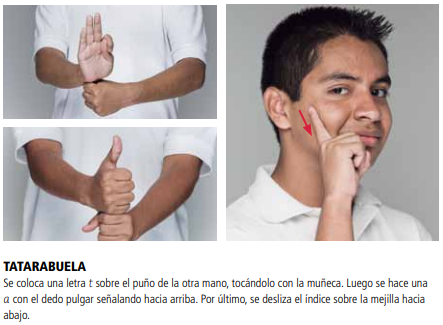 TATARABUELA
Se coloca una letra t sobre el puño de la otra mano, tocándolo con la muñeca. Luego se hace una
a con el dedo pulgar señalando hacia arriba. Por último, se desliza el índice sobre la mejilla hacia
abajo.